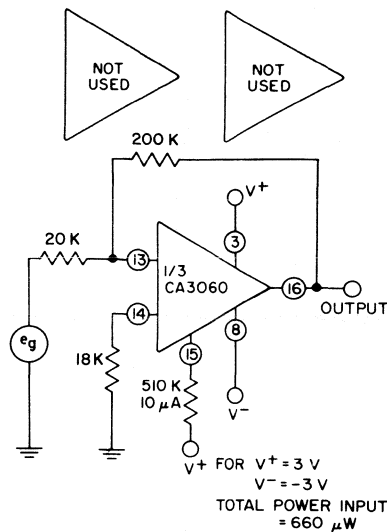 NOT
USED
NOT
USED
200 K
V+
20 K
13
3
1/3
CA3060
16
OUTPUT
14
8
eg
18K
15
510 K
10 μA
V−
V+ FOR V+ = 3 V
V− = −3 V
TOTAL POWER INPUT
= 660 μW